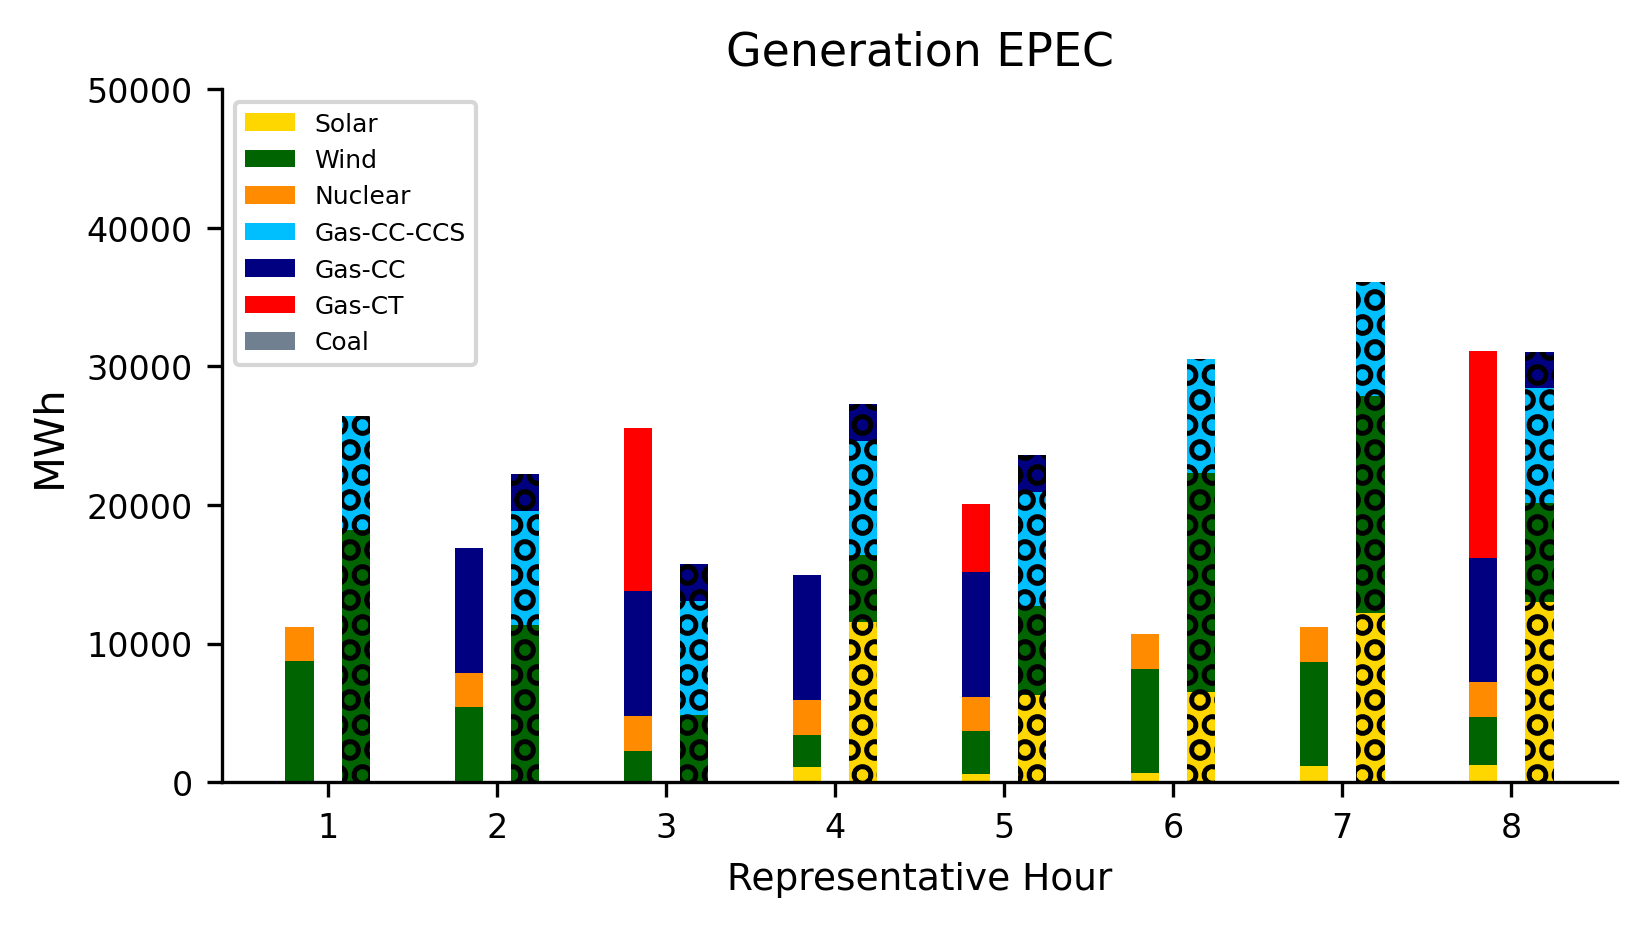 Generation EPEC
50000
40000
30000
20000
10000
0
MWh
Solar
Wind
Nuclear
Gas-CC-CCS
Gas-CC
Gas-CT
Coal
1 2 3 4 5 6 7 8
Representative Hour